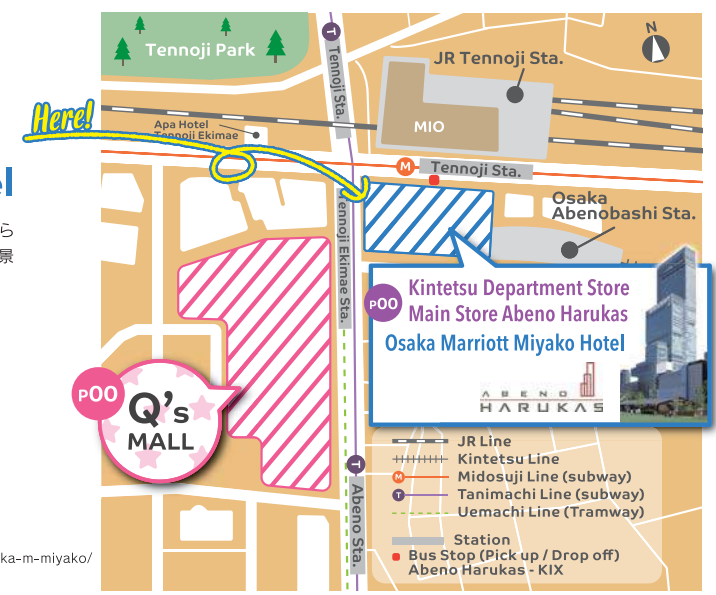 Tennoji Park
N
T
Tennoji Sta.
JR Tennoji Sta.
Here!
Apa Hotel
Tennoji Ekimae
MIO
M
Tennoji Sta.
el
ら
景
Osaka
Abenobashi Sta.
Tennoji Ekimae Sta.
P00
Kintetsu Department Store
Main Store Abeno Harukas
Osaka Marriott Miyako Hotel
ABENO
HARUKAS
P00
Q's
MALL
T
Abeno Sta.
JR Line
Kintetsu Line
M
Midosuji Line (subway)
T
Tanimachi Line (subway)
Uemachi Line (Tramway)
Station
Bus Stop (Pick up / Drop off)
Abeno Harukas - KIX
ka-m-miyako/